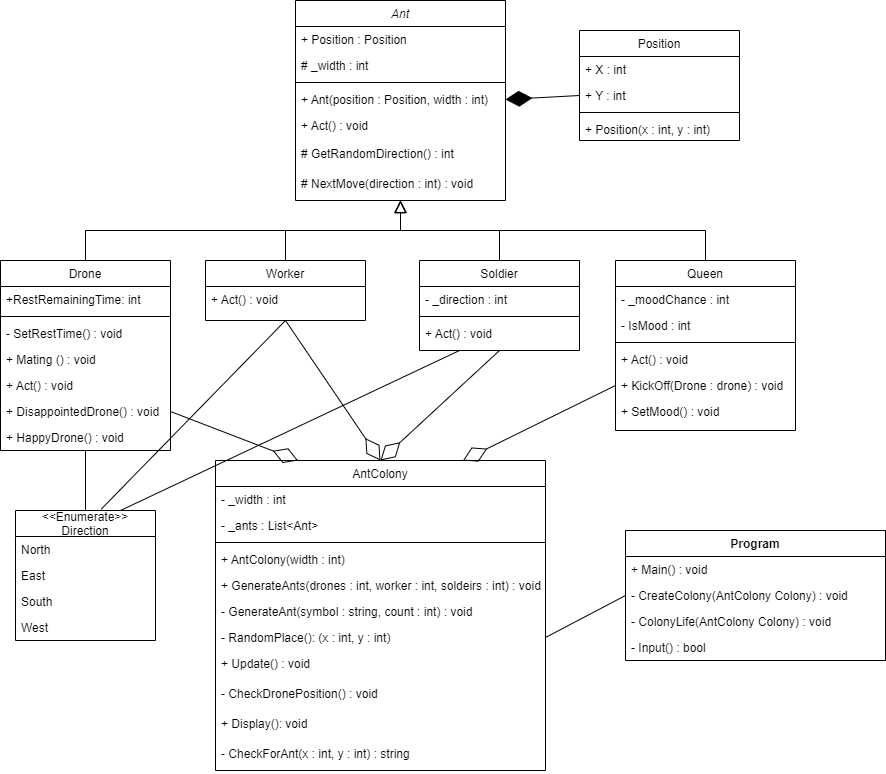 Ant
+ Position : Position
# _width : int
+ Ant(position : Position, width : int)
+ Act() : void
# GetRandomDirection() : int
# NextMove(direction : int) : void
Position
+ X : int
+ Y : int
+ Position(x : int, y : int)
Drone
+RestRemainingTime: int
- SetRestTime() : void
+ Mating () : void
+ Act() : void
+ DisappointedDrone() : void
+ HappyDrone() : void
Worker
+ Act() : void
Soldier
- _direction : int
+ Act() : void
Queen
- _moodChance : int
- IsMood : int
+ Act() : void
+ KickOff(Drone : drone) : void
+ SetMood() : void
<<Enumerate>>
Direction
North
East
South
West
AntColony
- _width : int
- _ants : List<Ant>
+ AntColony(width : int)
+ GenerateAnts(drones : int, worker : int, soldeirs : int) : void
- GenerateAnt(symbol : string, count : int) : void
- RandomPlace(): (x : int, y : int)
+ Update() : void
- CheckDronePosition() : void
+ Display(): void
- CheckForAnt(x : int, y : int) : string
Program
+ Main() : void
- CreateColony(AntColony Colony) : void
- ColonyLife(AntColony Colony) : void
- Input() : bool